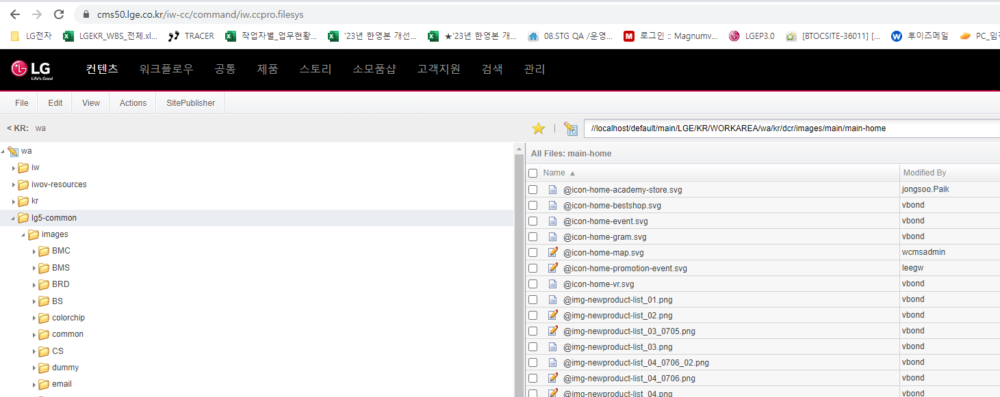 cms50.lge.co.kr/iw-cc/command/iw.ccpro.filesys
LG전자 LGEKR_WBS_전체.xl... TRACER 작업자별_업무현황... '23년 한영본 개선... ★'23년 한영본 개... 08.STG QA /운영... M 로그인 :: Magnumv... LGEP3.0 [BTOCSITE-36011] [... W 후이즈메일 PC_임직
LG 컨텐츠 워크플로우 공통 제품 스토리 소모품샵 고객지원 검색 관리
Life's Good
File Edit View Actions SitePublisher
< KR: wa
//localhost/default/main/LGE/KR/WORKAREA/wa/kr/dcr/images/main/main-home
wa
iw
iwov-resources
kr
lg5-common
images
BMC
BMS
BRD
BS
colorchip
common
CS
dummy
email
All Files: main-home
Name ▲ Modified By
@icon-home-academy-store.svg jongsoo.Paik
@icon-home-bestshop.svg vbond
@icon-home-event.svg vbond
@icon-home-gram.svg vbond
@icon-home-map.svg wcmsadmin
@icon-home-promotion-event.svg leegw
@icon-home-vr.svg vbond
@img-newproduct-list_01.png vbond
@img-newproduct-list_02.png vbond
@img-newproduct-list_03_0705.png vbond
@img-newproduct-list_03.png vbond
@img-newproduct-list_04_0706_02.png vbond
@img-newproduct-list_04_0706.png vbond
@img-newproduct-list_04.png vbond